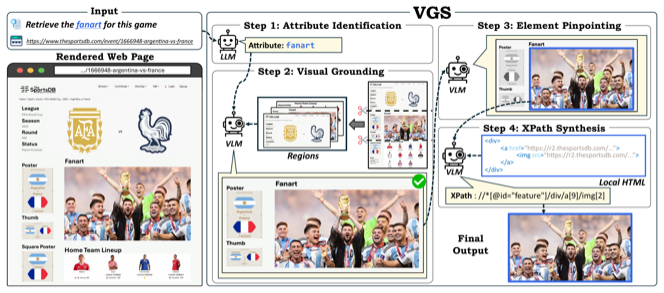 Input
Retrieve the fanart for this game
https://www.thesportsdb.com/event/1666948-argentina-vs-france
Rendered Web Page
.../1666948-argentina-vs-france
SportsDB
League
Season
Round
Status
vs
Poster
Fanart
Thumb
Square Poster
Home Team Lineup
VGS
Step 1: Attribute Identification
LLM
Attribute: fanart
Step 2: Visual Grounding
VLM
Regions
Poster
Fanart
Thumb
Step 3: Element Pinpointing
VLM
Poster
Fanart
Thumb
Step 4: XPath Synthesis
VLM
<div>
<a href="https://r2.thesportsdb.com/...">
<img src="https://r2.thesportsdb.com/...">
</a>
</div>
Local HTML
XPath: //*[@id="feature"]/div/a[9]/img[2]
Final
Output